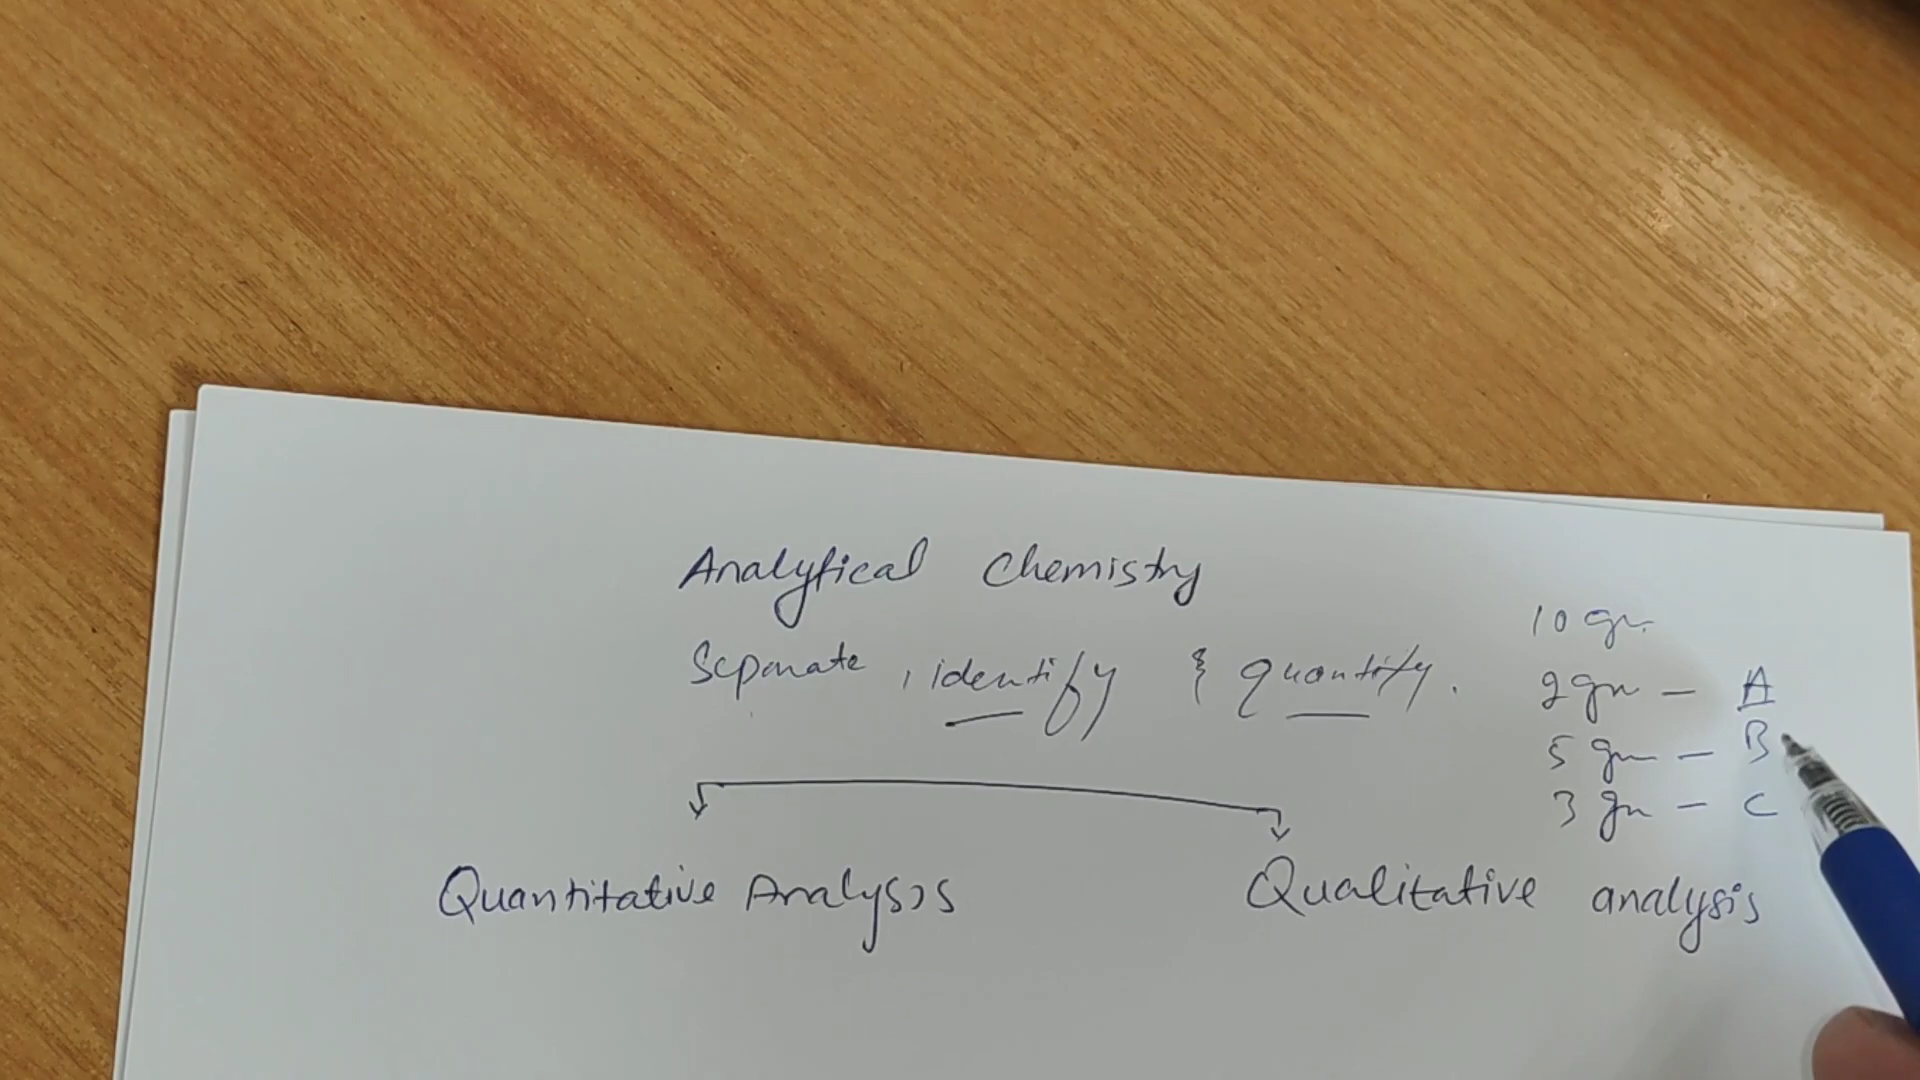 Analytical Chemistry
Separate, identify & quantify.
10 gm
2 gm - A
5 gm - B
3 gm - C
Quantitative Analysis
Qualitative analysis